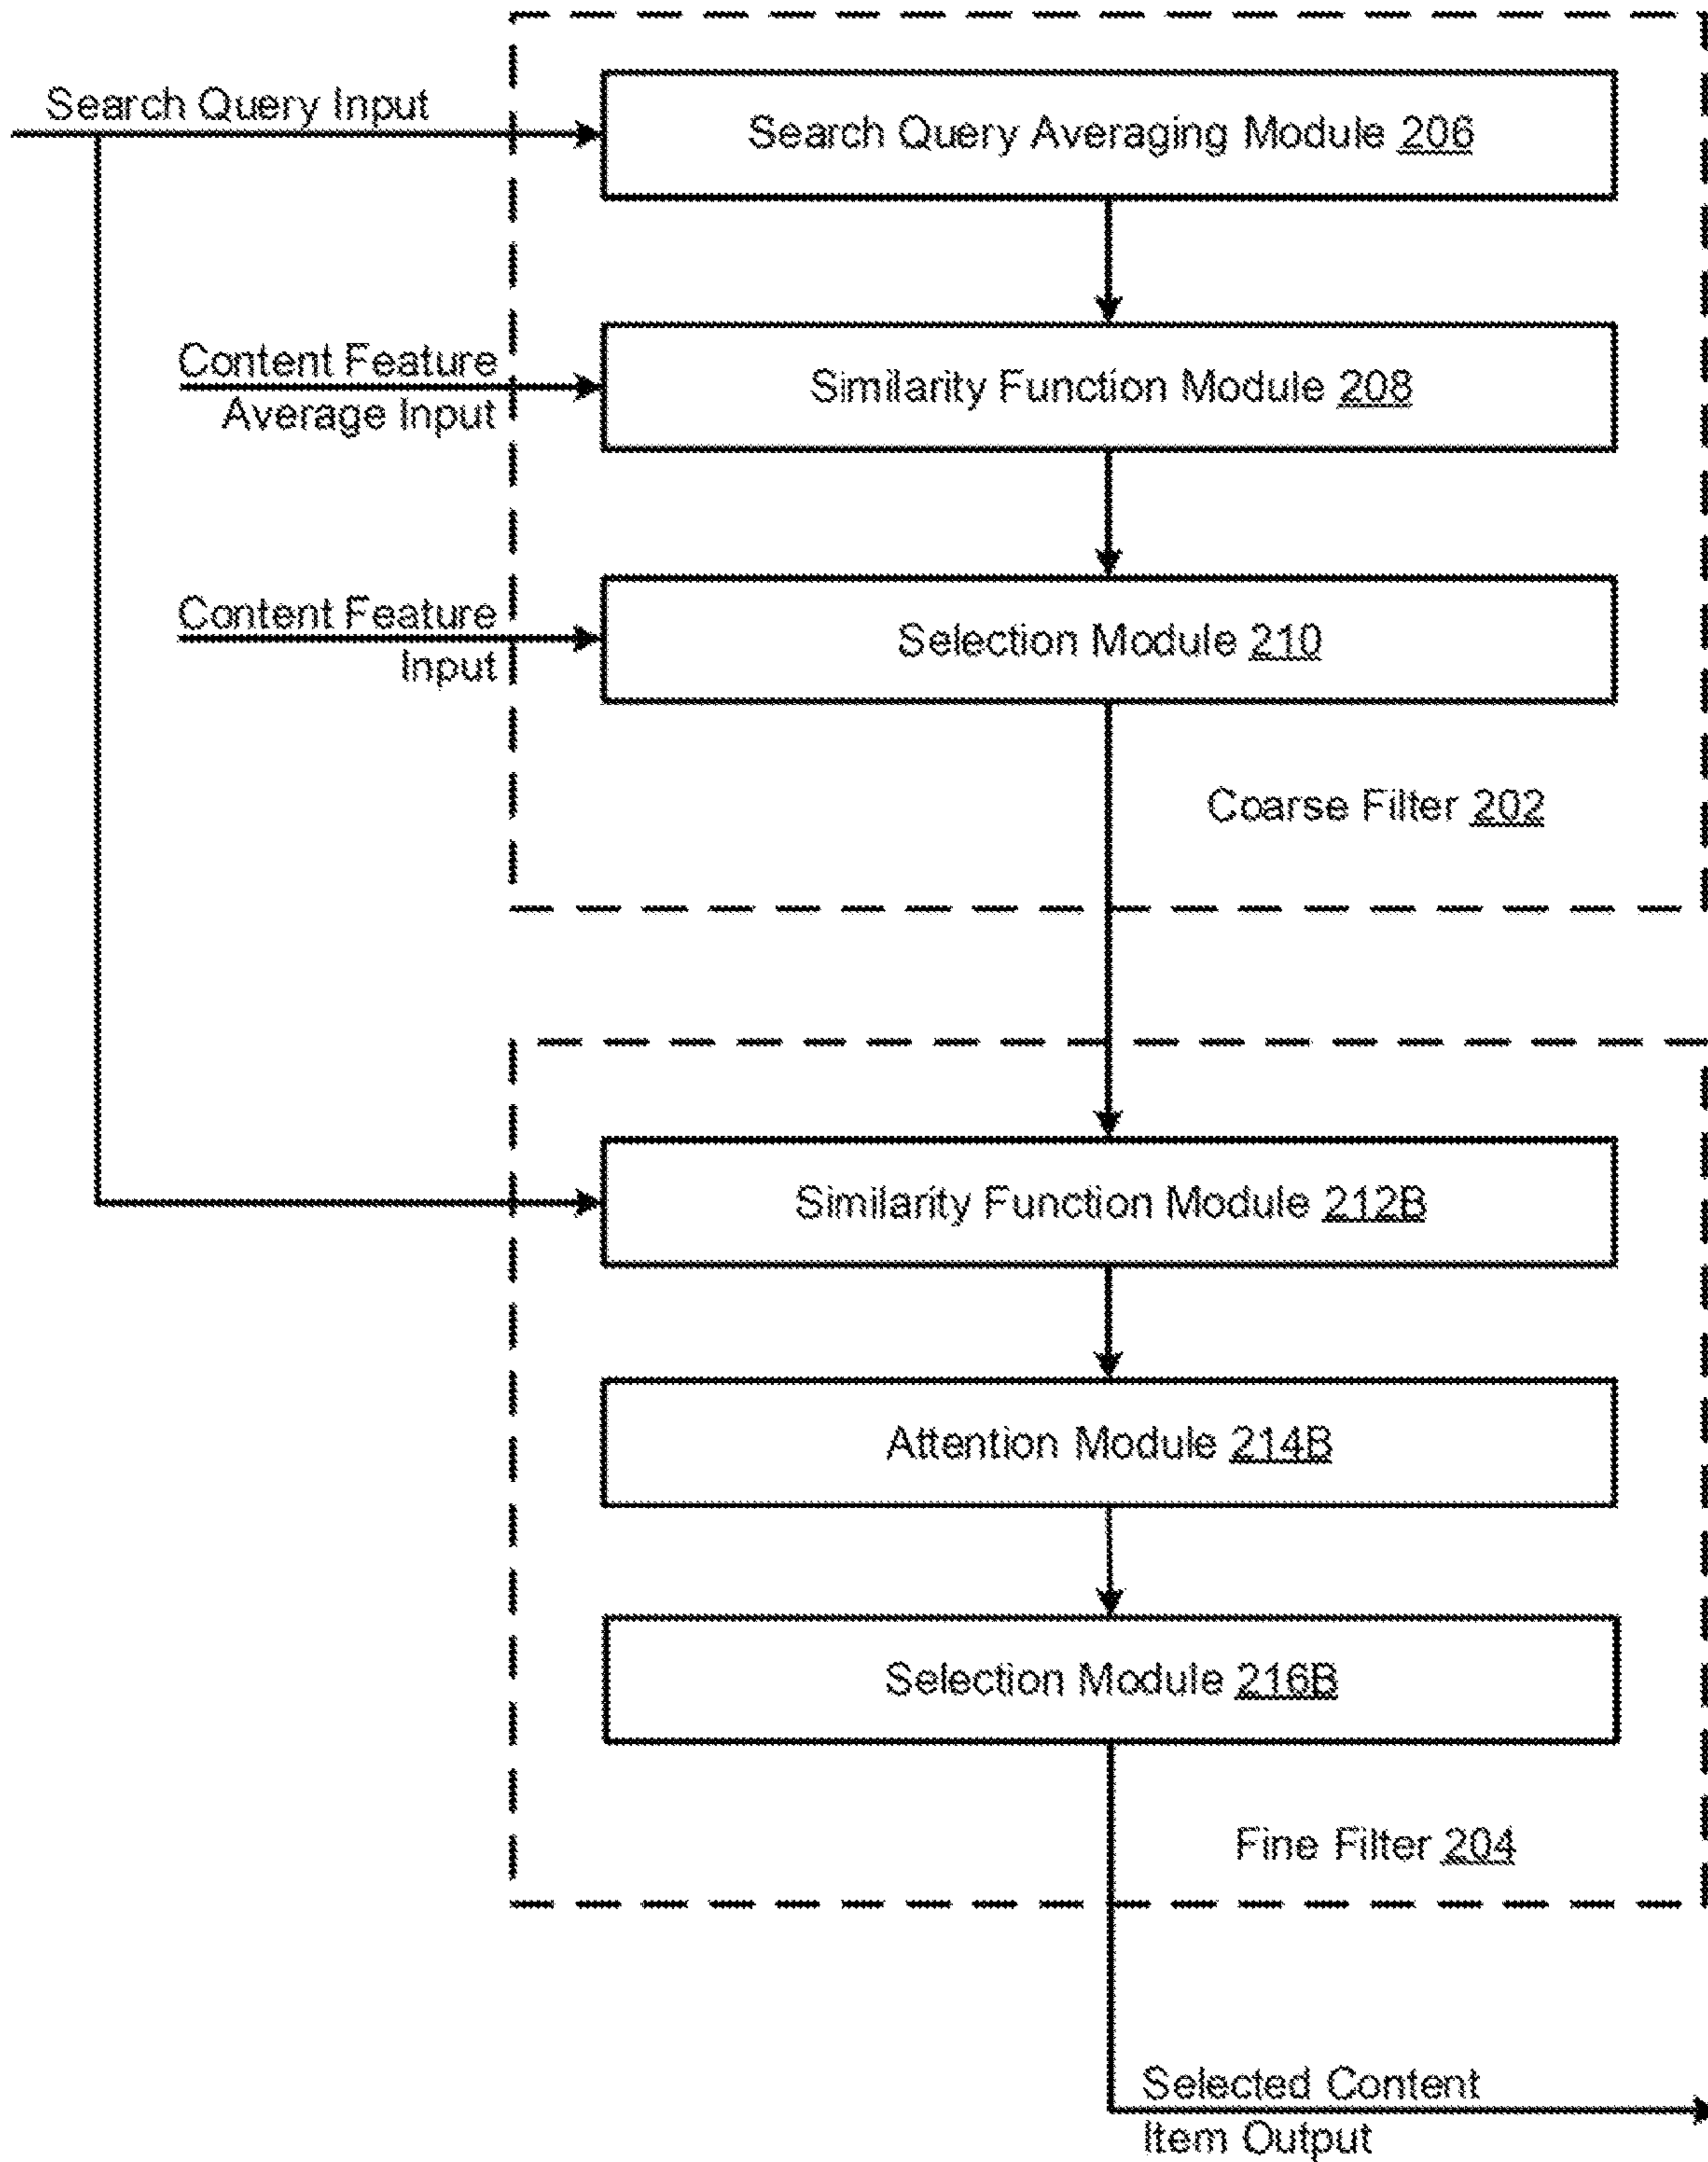 Search Query Input
Search Query Averaging Module 206
Content Feature
Average Input
Similarity Function Module 208
Content Feature
Input
Selection Module 210
Coarse Filter 202
Similarity Function Module 212B
Attention Module 214B
Selection Module 216B
Fine Filter 204
Selected Content
Item Output